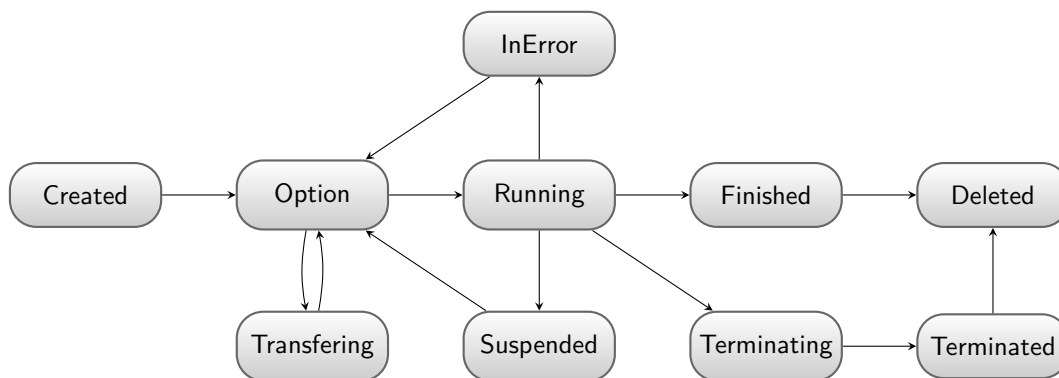 InError
Created
Option
Running
Finished
Deleted
Transfering
Suspended
Terminating
Terminated